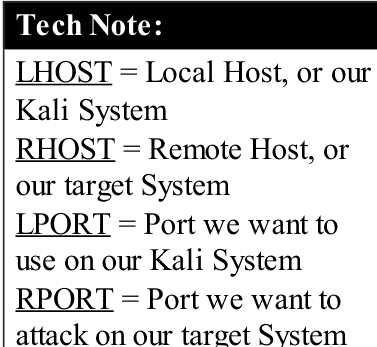 Tech Note:
LHOST = Local Host, or our
Kali System
RHOST = Remote Host, or
our target System
LPORT = Port we want to
use on our Kali System
RPORT = Port we want to
attack on our target System